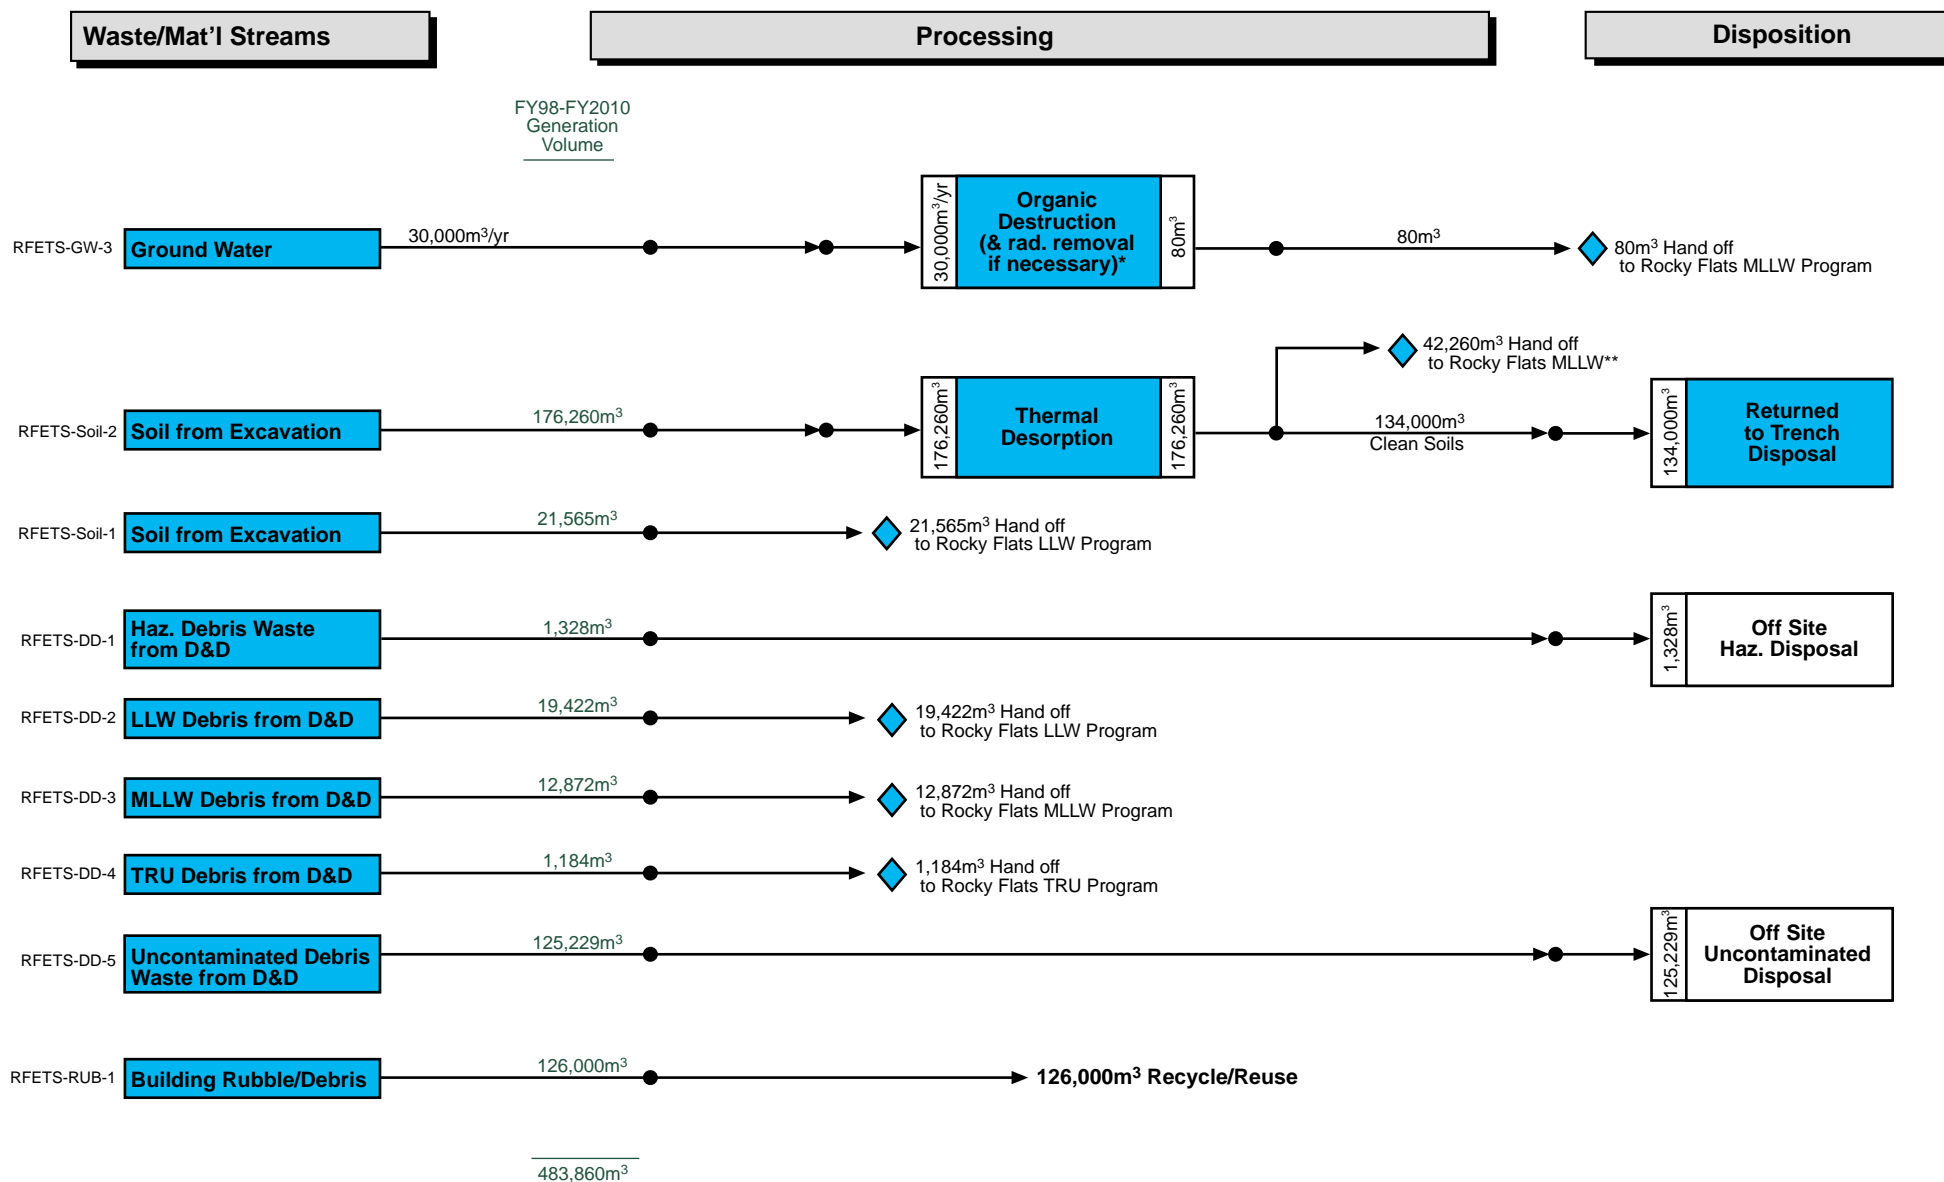 Waste/Mat’l Streams
Processing
Disposition
FY98-FY2010
Generation
Volume
RFETS-GW-3
Ground Water
30,000m³/yr
30,000m³/yr
Organic
Destruction
(& rad. removal
if necessary)*
80m³
80m³
80m³ Hand off
to Rocky Flats MLLW Program
42,260m³ Hand off
to Rocky Flats MLLW**
RFETS-Soil-2
Soil from Excavation
176,260m³
176,260m³
Thermal
Desorption
176,260m³
134,000m³
Clean Soils
134,000m³
Returned
to Trench
Disposal
RFETS-Soil-1
Soil from Excavation
21,565m³
21,565m³ Hand off
to Rocky Flats LLW Program
RFETS-DD-1
Haz. Debris Waste
from D&D
1,328m³
1,328m³
Off Site
Haz. Disposal
RFETS-DD-2
LLW Debris from D&D
19,422m³
19,422m³ Hand off
to Rocky Flats LLW Program
RFETS-DD-3
MLLW Debris from D&D
12,872m³
12,872m³ Hand off
to Rocky Flats MLLW Program
RFETS-DD-4
TRU Debris from D&D
1,184m³
1,184m³ Hand off
to Rocky Flats TRU Program
RFETS-DD-5
Uncontaminated Debris
Waste from D&D
125,229m³
125,229m³
Off Site
Uncontaminated
Disposal
RFETS-RUB-1
Building Rubble/Debris
126,000m³
126,000m³ Recycle/Reuse
483,860m³